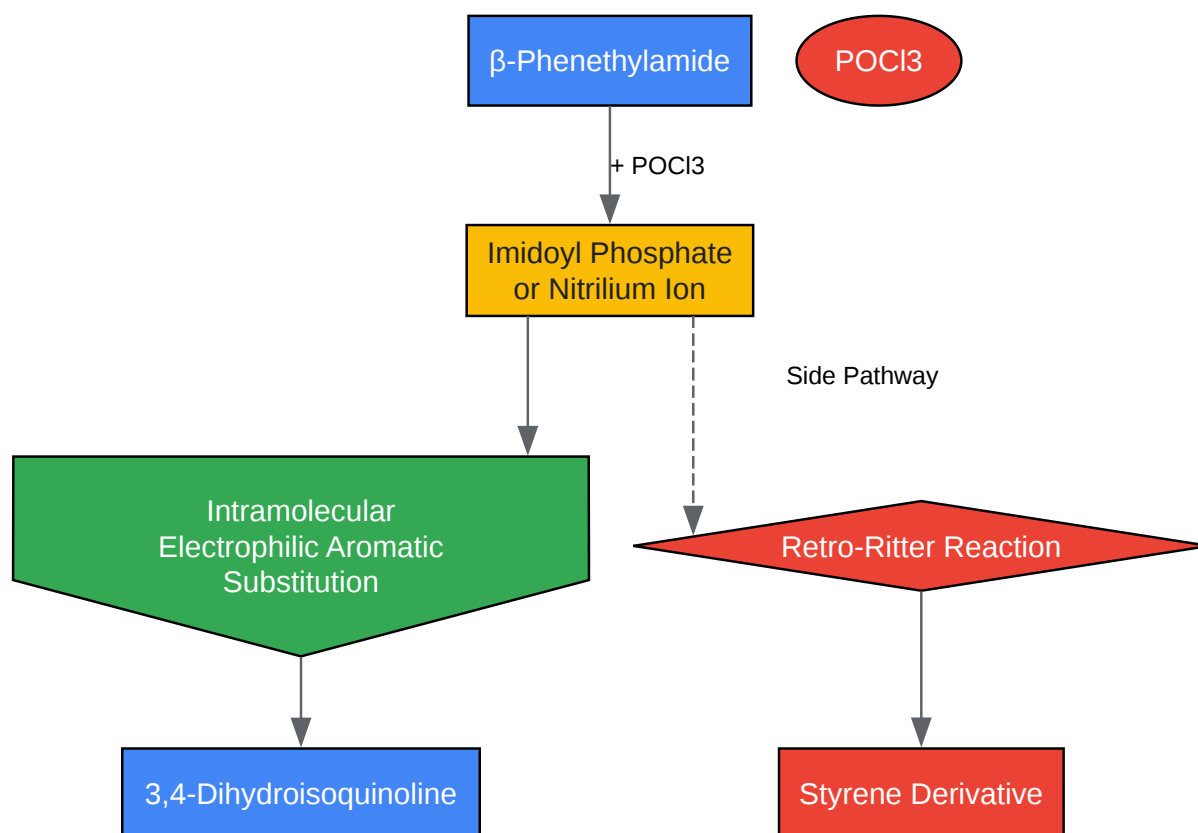 β-Phenethylamide
POCl3
+ POCl3
Imidoyl Phosphate
or Nitrilium Ion
Side Pathway
Intramolecular
Electrophilic Aromatic
Substitution
Retro-Ritter Reaction
3,4-Dihydroisoquinoline
Styrene Derivative